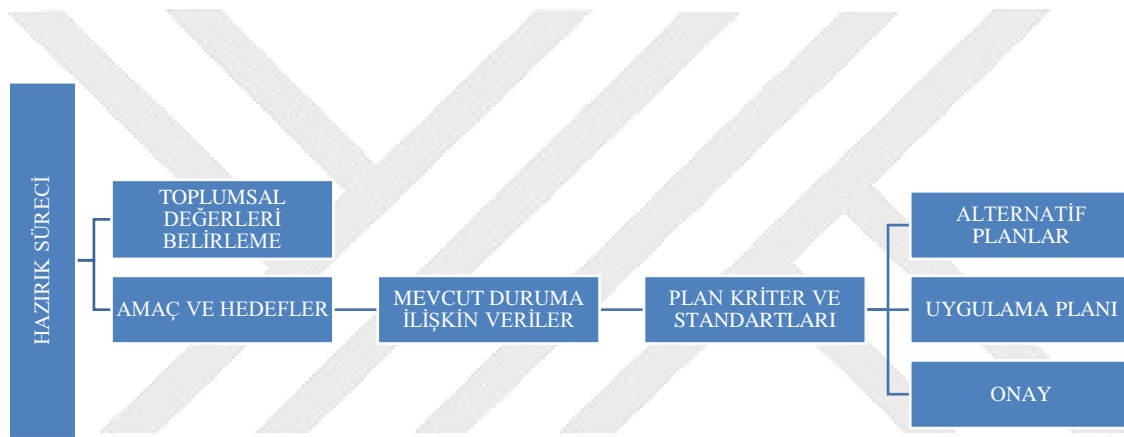 HAZIRIK SÜRECİ
TOPLUMSAL
DEĞERLERİ
BELİRLEME
AMAÇ VE HEDEFLER
MEVCUT DURUMA
İLİŞKİN VERİLER
PLAN KRİTER VE
STANDARTLARI
ALTERNATİF
PLANLAR
UYGULAMA PLANI
ONAY